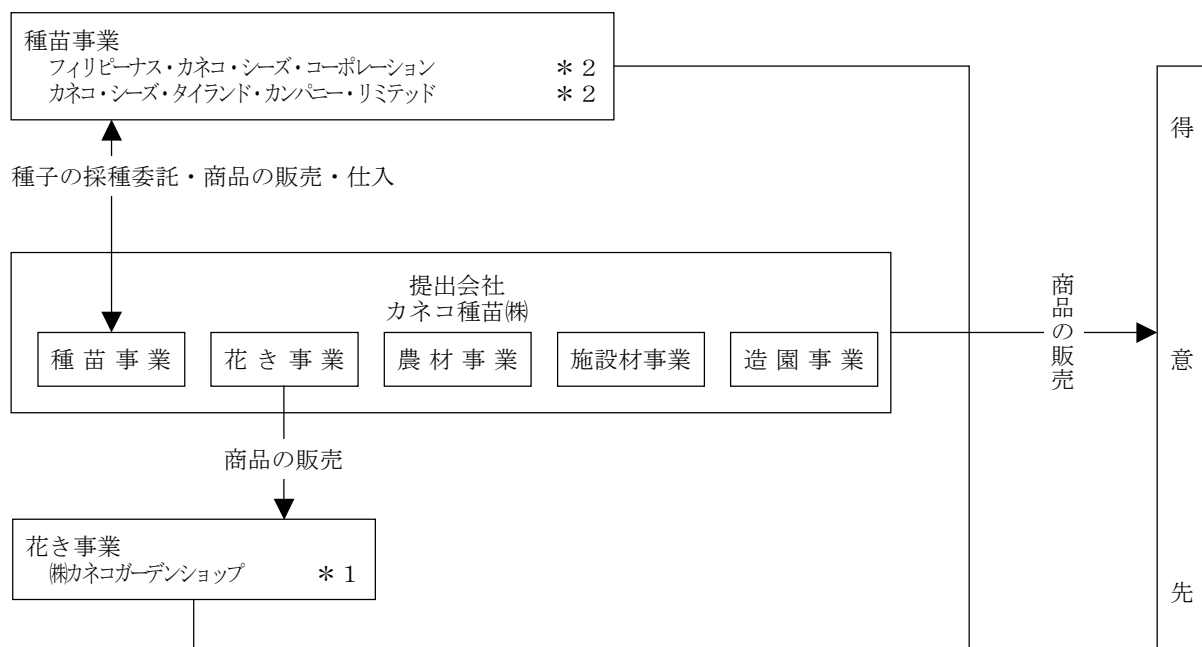 種苗事業
フィリピーナス・カネコ・シーズ・コーポレーション ＊２
カネコ・シーズ・タイランド・カンパニー・リミテッド ＊２
種子の採種委託・商品の販売・仕入
提出会社
カネコ種苗㈱
種苗事業
花き事業
農材事業
施設材事業
造園事業
商品の販売
商品の販売
花き事業
㈱カネコガーデンショップ ＊１
得意先